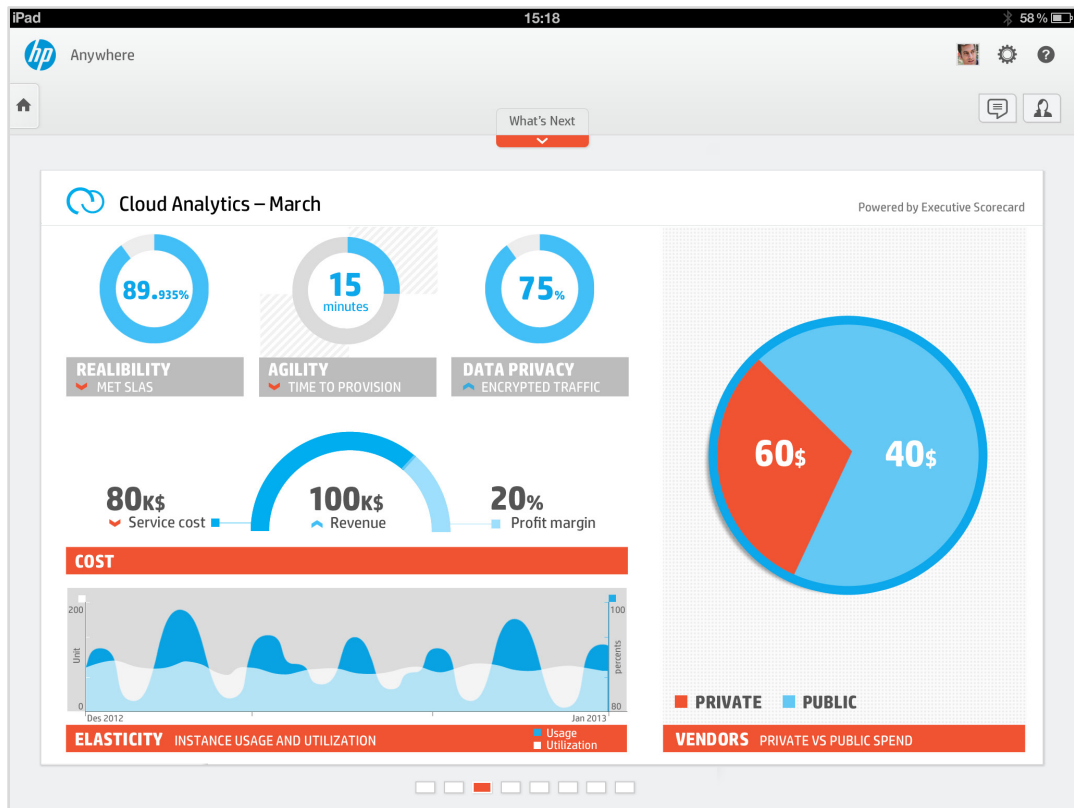 iPad
15:18
58 %
hp
Anywhere
?
What's Next
Cloud Analytics – March
Powered by Executive Scorecard
89.935%
15
minutes
75%
REALIBILITY
MET SLAS
AGILITY
TIME TO PROVISION
DATA PRIVACY
ENCRYPTED TRAFFIC
80K$
Service cost
100K$
Revenue
20%
Profit margin
COST
200
Unit
0
100
percents
80
Des 2012
Jan 2013
ELASTICITY INSTANCE USAGE AND UTILIZATION
Usage
Utilization
60$
40$
PRIVATE
PUBLIC
VENDORS PRIVATE VS PUBLIC SPEND